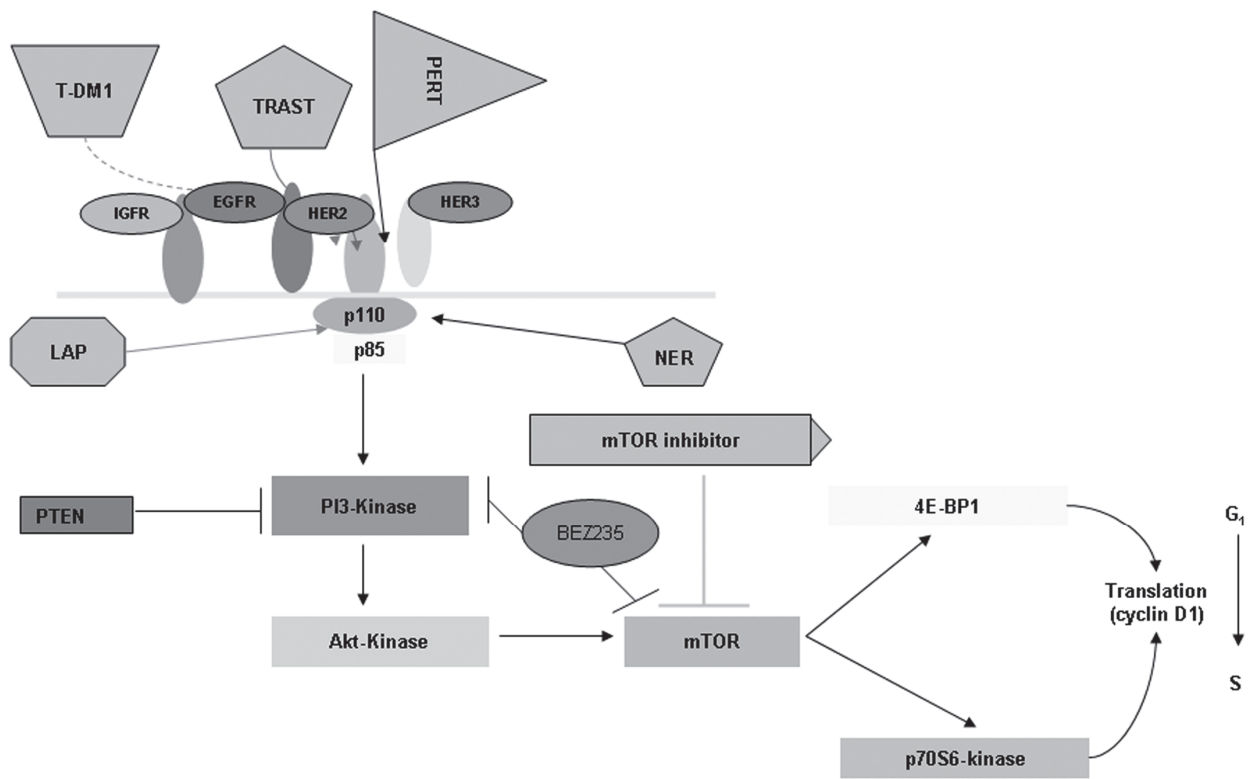 T-DM1
TRAST
PERT
IGFR
EGFR
HER2
HER3
p110
LAP
p85
NER
mTOR inhibitor
PTEN
PI3-Kinase
BEZ235
4E-BP1
G1
Translation
(cyclin D1)
Akt-Kinase
mTOR
S
p70S6-kinase